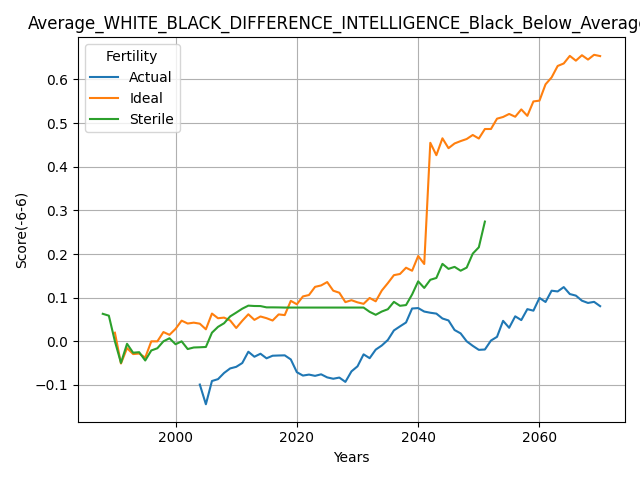 Average_WHITE_BLACK_DIFFERENCE_INTELLIGENCE_Black_Below_Average
Fertility
Actual
Ideal
Sterile
Score(-6-6)
0.6
0.5
0.4
0.3
0.2
0.1
0.0
−0.1
2000 2020 2040 2060
Years